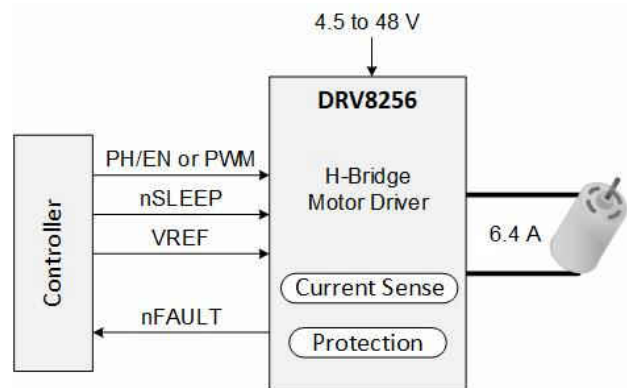 4.5 to 48 V
DRV8256
PH/EN or PWM
H-Bridge
Motor Driver
nSLEEP
VREF
Controller
6.4 A
Current Sense
nFAULT
Protection